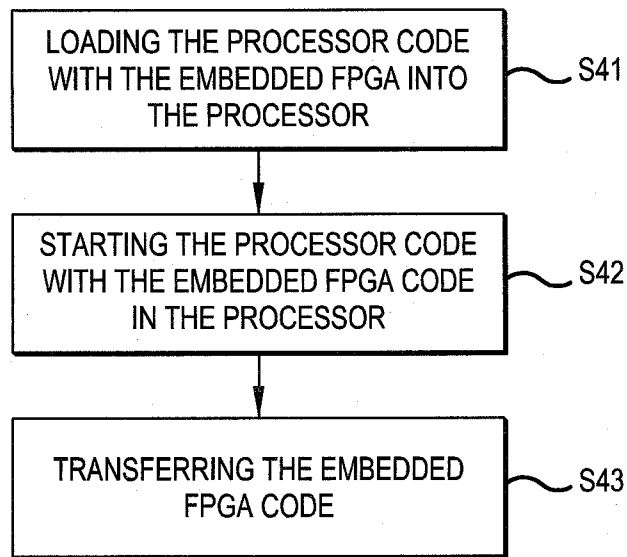 LOADING THE PROCESSOR CODE
WITH THE EMBEDDED FPGA INTO
THE PROCESSOR
S41
STARTING THE PROCESSOR CODE
WITH THE EMBEDDED FPGA CODE
IN THE PROCESSOR
S42
TRANSFERRING THE EMBEDDED
FPGA CODE
S43